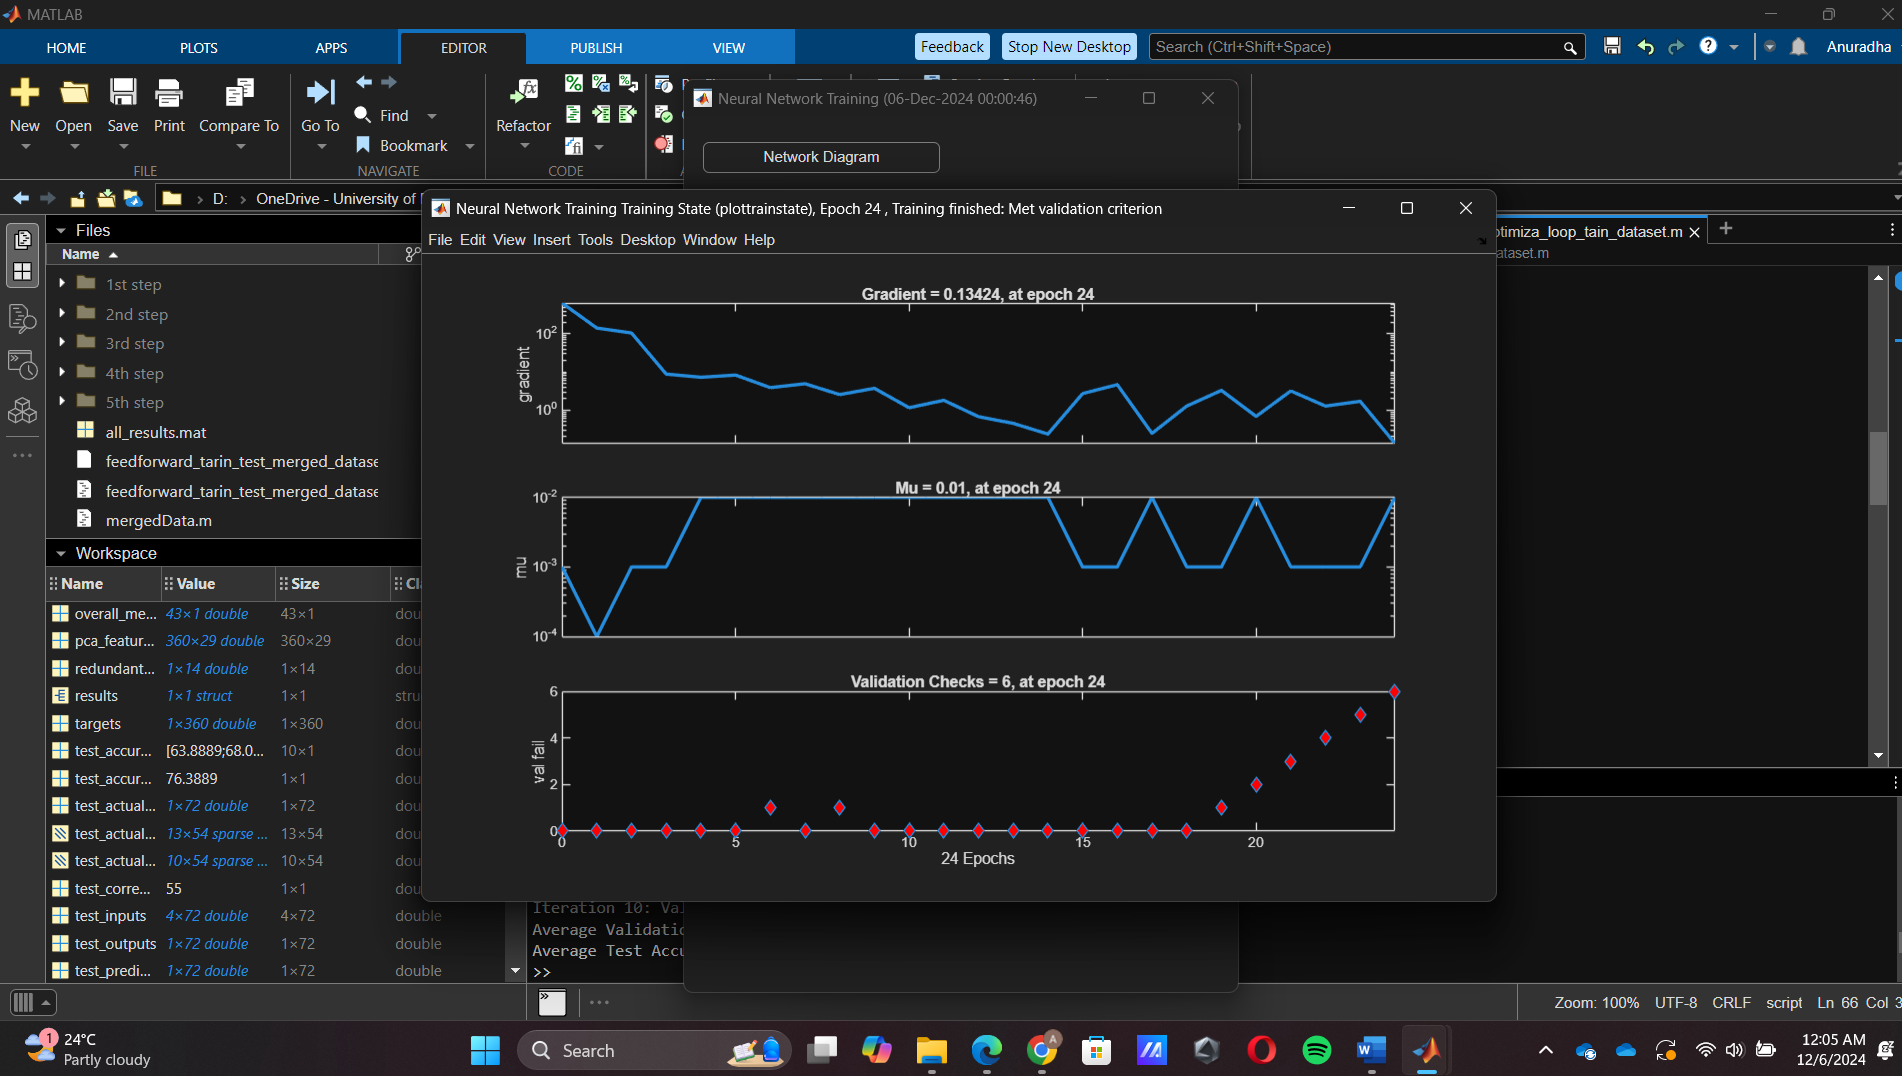 MATLAB
HOME PLOTS APPS EDITOR PUBLISH VIEW
Feedback Stop New Desktop Search (Ctrl+Shift+Space) Anuradha
New Open Save Print Compare To Go To Find Bookmark Refactor
FILE NAVIGATE CODE
Neural Network Training (06-Dec-2024 00:00:46)
Network Diagram
D: OneDrive - University of
Neural Network Training Training State (plottrainstate), Epoch 24 , Training finished: Met validation criterion
File Edit View Insert Tools Desktop Window Help
timiza_loop_tain_dataset.m
ataset.m
Files
Name
1st step
2nd step
3rd step
4th step
5th step
all_results.mat
feedforward_tarin_test_merged_datase
feedforward_tarin_test_merged_datase
mergedData.m
Workspace
Name Value Size Cl
overall_me... 43×1 double 43×1 dou
pca_featur... 360×29 double 360×29 dou
redundant... 1×14 double 1×14 dou
results 1×1 struct 1×1 stru
targets 1×360 double 1×360 dou
test_accur... [63.8889;68.0... 10×1 dou
test_accur... 76.3889 1×1 dou
test_actual... 1×72 double 1×72 dou
test_actual... 13×54 sparse ... 13×54 dou
test_actual... 10×54 sparse ... 10×54 dou
test_corre... 55 1×1 dou
test_inputs 4×72 double 4×72 double
test_outputs 1×72 double 1×72 double
test_predi... 1×72 double 1×72 double
Gradient = 0.13424, at epoch 24
gradient
10²
10⁰
Mu = 0.01, at epoch 24
mu
10⁻²
10⁻³
10⁻⁴
Validation Checks = 6, at epoch 24
val fail
6
4
2
0
0 5 10 15 20
24 Epochs
Iteration 10: Val
Average Validatio
Average Test Accu
>>
Zoom: 100% UTF-8 CRLF script Ln 66 Col 3
1
24°C
Partly cloudy
Search
12:05 AM
12/6/2024